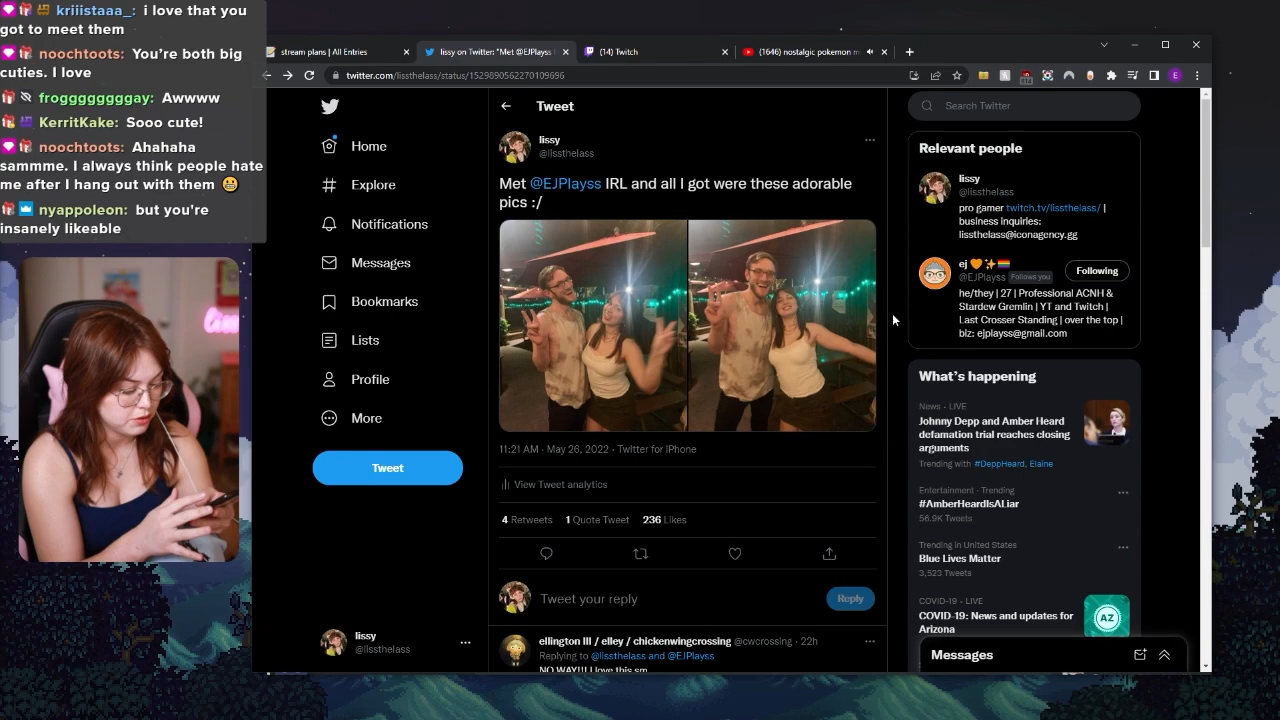 kriiistaaa_: i love that you
got to meet them
noochtoots: You're both big
cuties. I love
froggggggggay: Awwww
KerritKake: Sooo cute!
noochtoots: Ahahaha
sammme. I always think people hate
me after I hang out with them 😬
nyappoleon: but you're
insanely likeable
stream plans | All Entries
lissy on Twitter: "Met @EJPlayss
(14) Twitch
(1646) nostalgic pokemon m
twitter.com/lissthelass/status/1529890562270109696
E
Home
Explore
Notifications
Messages
Bookmarks
Lists
Profile
More
Tweet
lissy
@lissthelass
Tweet
lissy
@lissthelass
Met @EJPlayss IRL and all I got were these adorable
pics :/
11:21 AM · May 26, 2022 · Twitter for iPhone
View Tweet analytics
4 Retweets 1 Quote Tweet 236 Likes
Tweet your reply
Reply
ellington III / elley / chickenwingcrossing @cwcrossing · 22h
Replying to @lissthelass and @EJPlayss
NO WAY!!! I love this sm
Search Twitter
Relevant people
lissy
@lissthelass
pro gamer twitch.tv/lissthelass/ |
business inquiries:
lissthelass@iconagency.gg
ej 🧡✨🏳️‍🌈
@EJPlayss Follows you
Following
he/they | 27 | Professional ACNH &
Stardew Gremlin | YT and Twitch |
Last Crosser Standing | over the top |
biz: ejplayss@gmail.com
What's happening
News · LIVE
Johnny Depp and Amber Heard
defamation trial reaches closing
arguments
Trending with #DeppHeard, Elaine
Entertainment · Trending
#AmberHeardIsALiar
56.9K Tweets
Trending in United States
Blue Lives Matter
3,523 Tweets
COVID-19 · LIVE
COVID-19: News and updates for
Arizona
AZ
Messages